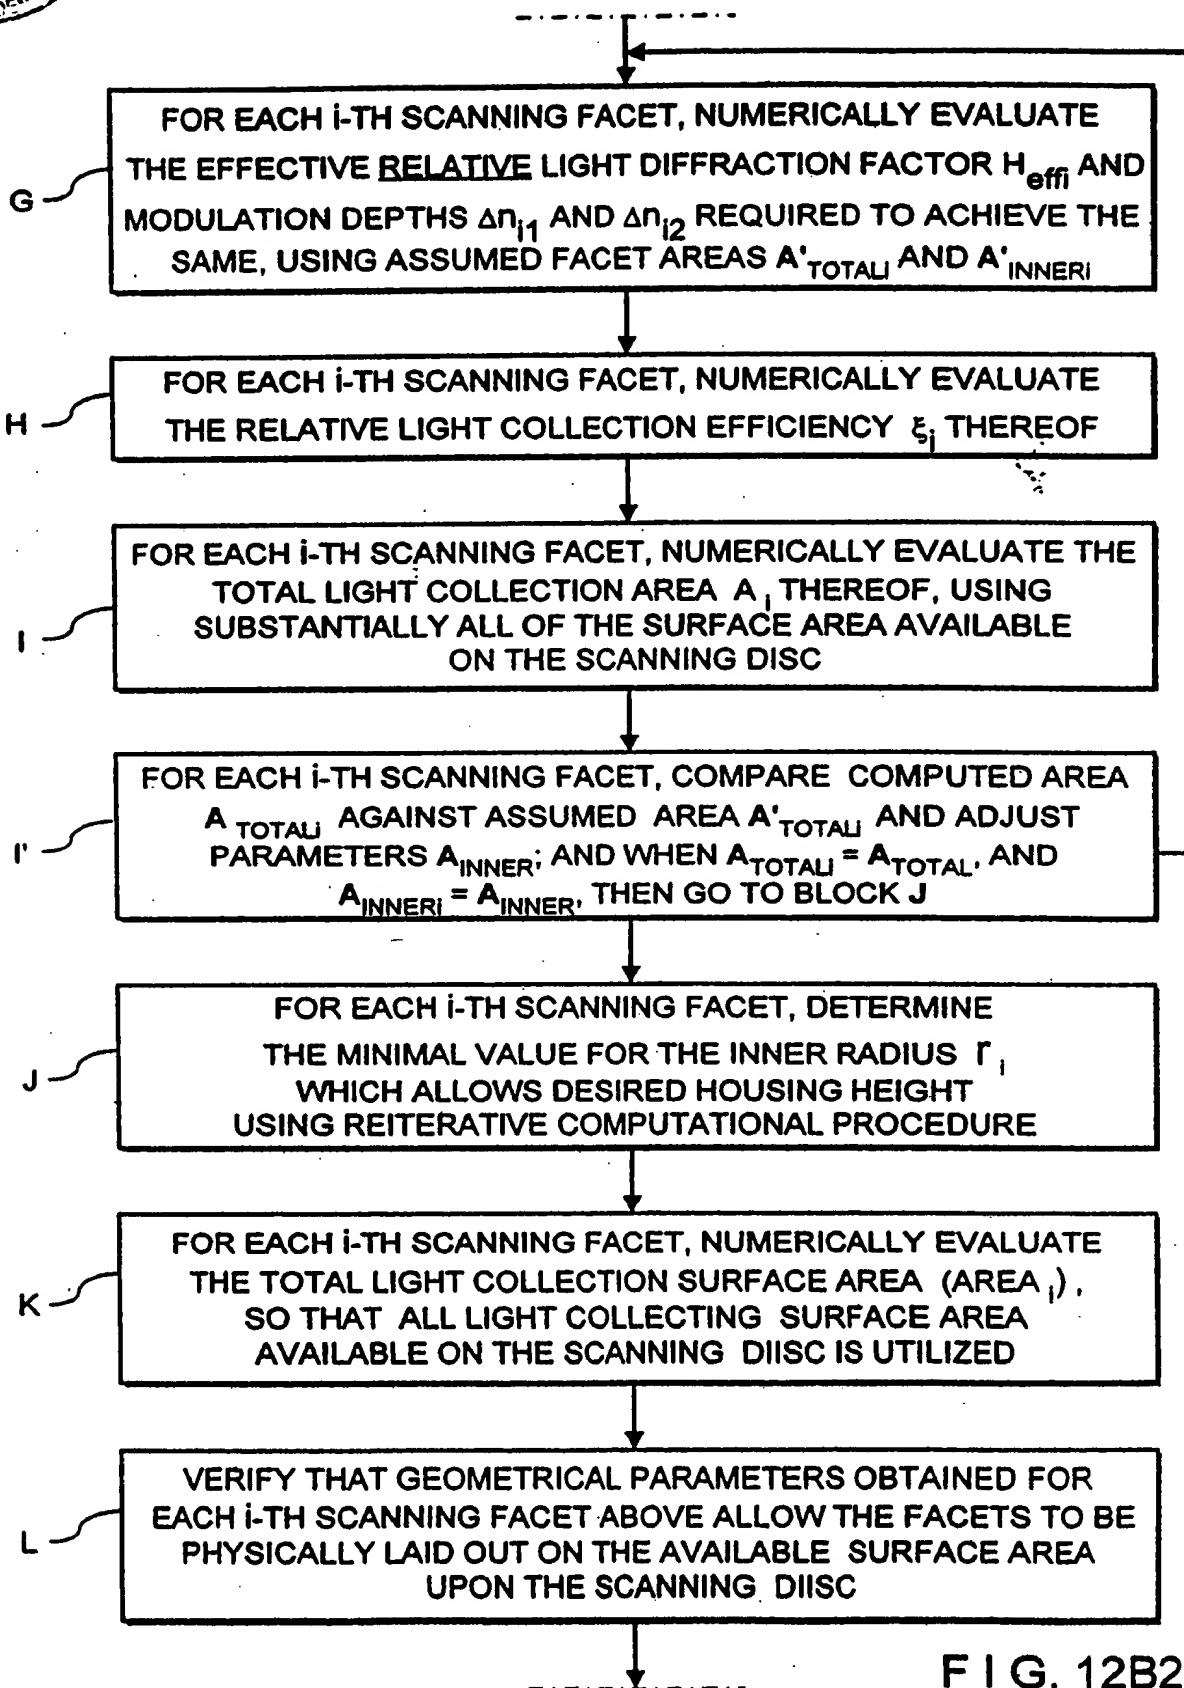 FOR EACH i-TH SCANNING FACET, NUMERICALLY EVALUATE
THE EFFECTIVE RELATIVE LIGHT DIFFRACTION FACTOR Heffi AND
G
MODULATION DEPTHS Δni1 AND Δni2 REQUIRED TO ACHIEVE THE
SAME, USING ASSUMED FACET AREAS A'TOTALi AND A'INNERi
FOR EACH i-TH SCANNING FACET, NUMERICALLY EVALUATE
H
THE RELATIVE LIGHT COLLECTION EFFICIENCY ξi THEREOF
FOR EACH i-TH SCANNING FACET, NUMERICALLY EVALUATE THE
TOTAL LIGHT COLLECTION AREA Ai THEREOF, USING
I
SUBSTANTIALLY ALL OF THE SURFACE AREA AVAILABLE
ON THE SCANNING DISC
FOR EACH i-TH SCANNING FACET, COMPARE COMPUTED AREA
A TOTALi AGAINST ASSUMED AREA A'TOTALi AND ADJUST
I'
PARAMETERS AINNER; AND WHEN ATOTALi = ATOTAL, AND
AINNERi = AINNER, THEN GO TO BLOCK J
FOR EACH i-TH SCANNING FACET, DETERMINE
THE MINIMAL VALUE FOR THE INNER RADIUS ri
J
WHICH ALLOWS DESIRED HOUSING HEIGHT
USING REITERATIVE COMPUTATIONAL PROCEDURE
FOR EACH i-TH SCANNING FACET, NUMERICALLY EVALUATE
THE TOTAL LIGHT COLLECTION SURFACE AREA (AREA i),
K
SO THAT ALL LIGHT COLLECTING SURFACE AREA
AVAILABLE ON THE SCANNING DIISC IS UTILIZED
VERIFY THAT GEOMETRICAL PARAMETERS OBTAINED FOR
EACH i-TH SCANNING FACET ABOVE ALLOW THE FACETS TO BE
L
PHYSICALLY LAID OUT ON THE AVAILABLE SURFACE AREA
UPON THE SCANNING DIISC
FIG. 12B2